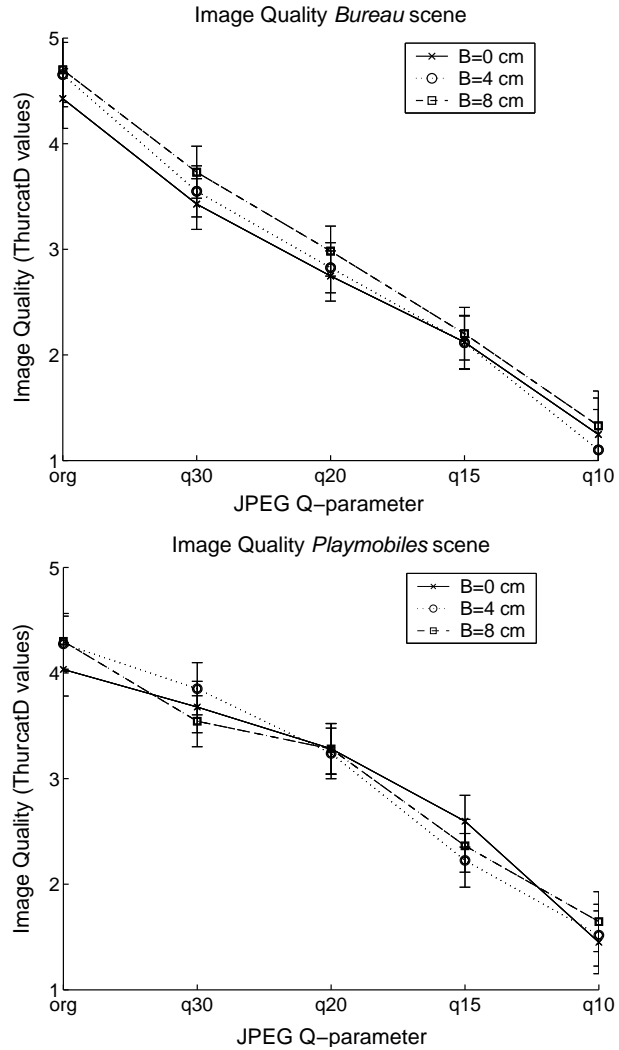 Image Quality Bureau scene
5
4
3
2
1
Image Quality (ThurcatD values)
B=0 cm
B=4 cm
B=8 cm
org q30 q20 q15 q10
JPEG Q−parameter
Image Quality Playmobiles scene
5
4
3
2
1
Image Quality (ThurcatD values)
B=0 cm
B=4 cm
B=8 cm
org q30 q20 q15 q10
JPEG Q−parameter